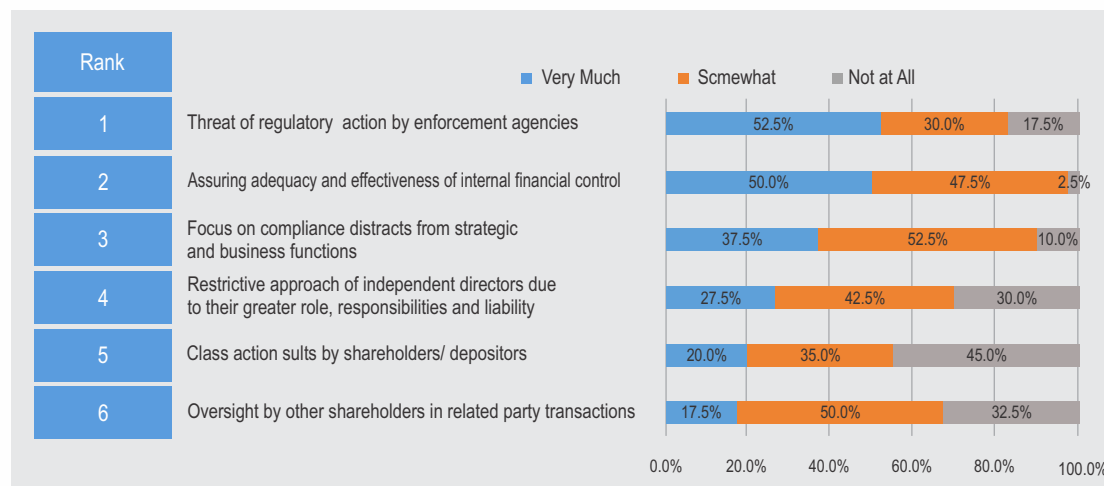 Rank
Very Much Scmewhat Not at All
1 Threat of regulatory action by enforcement agencies 52.5% 30.0% 17.5%
2 Assuring adequacy and effectiveness of internal financial control 50.0% 47.5% 2.5%
3 Focus on compliance distracts from strategic
and business functions 37.5% 52.5% 10.0%
4 Restrictive approach of independent directors due
to their greater role, responsibilities and liability 27.5% 42.5% 30.0%
5 Class action sults by shareholders/ depositors 20.0% 35.0% 45.0%
6 Oversight by other shareholders in related party transactions 17.5% 50.0% 32.5%
0.0% 20.0% 40.0% 60.0% 80.0% 100.0%